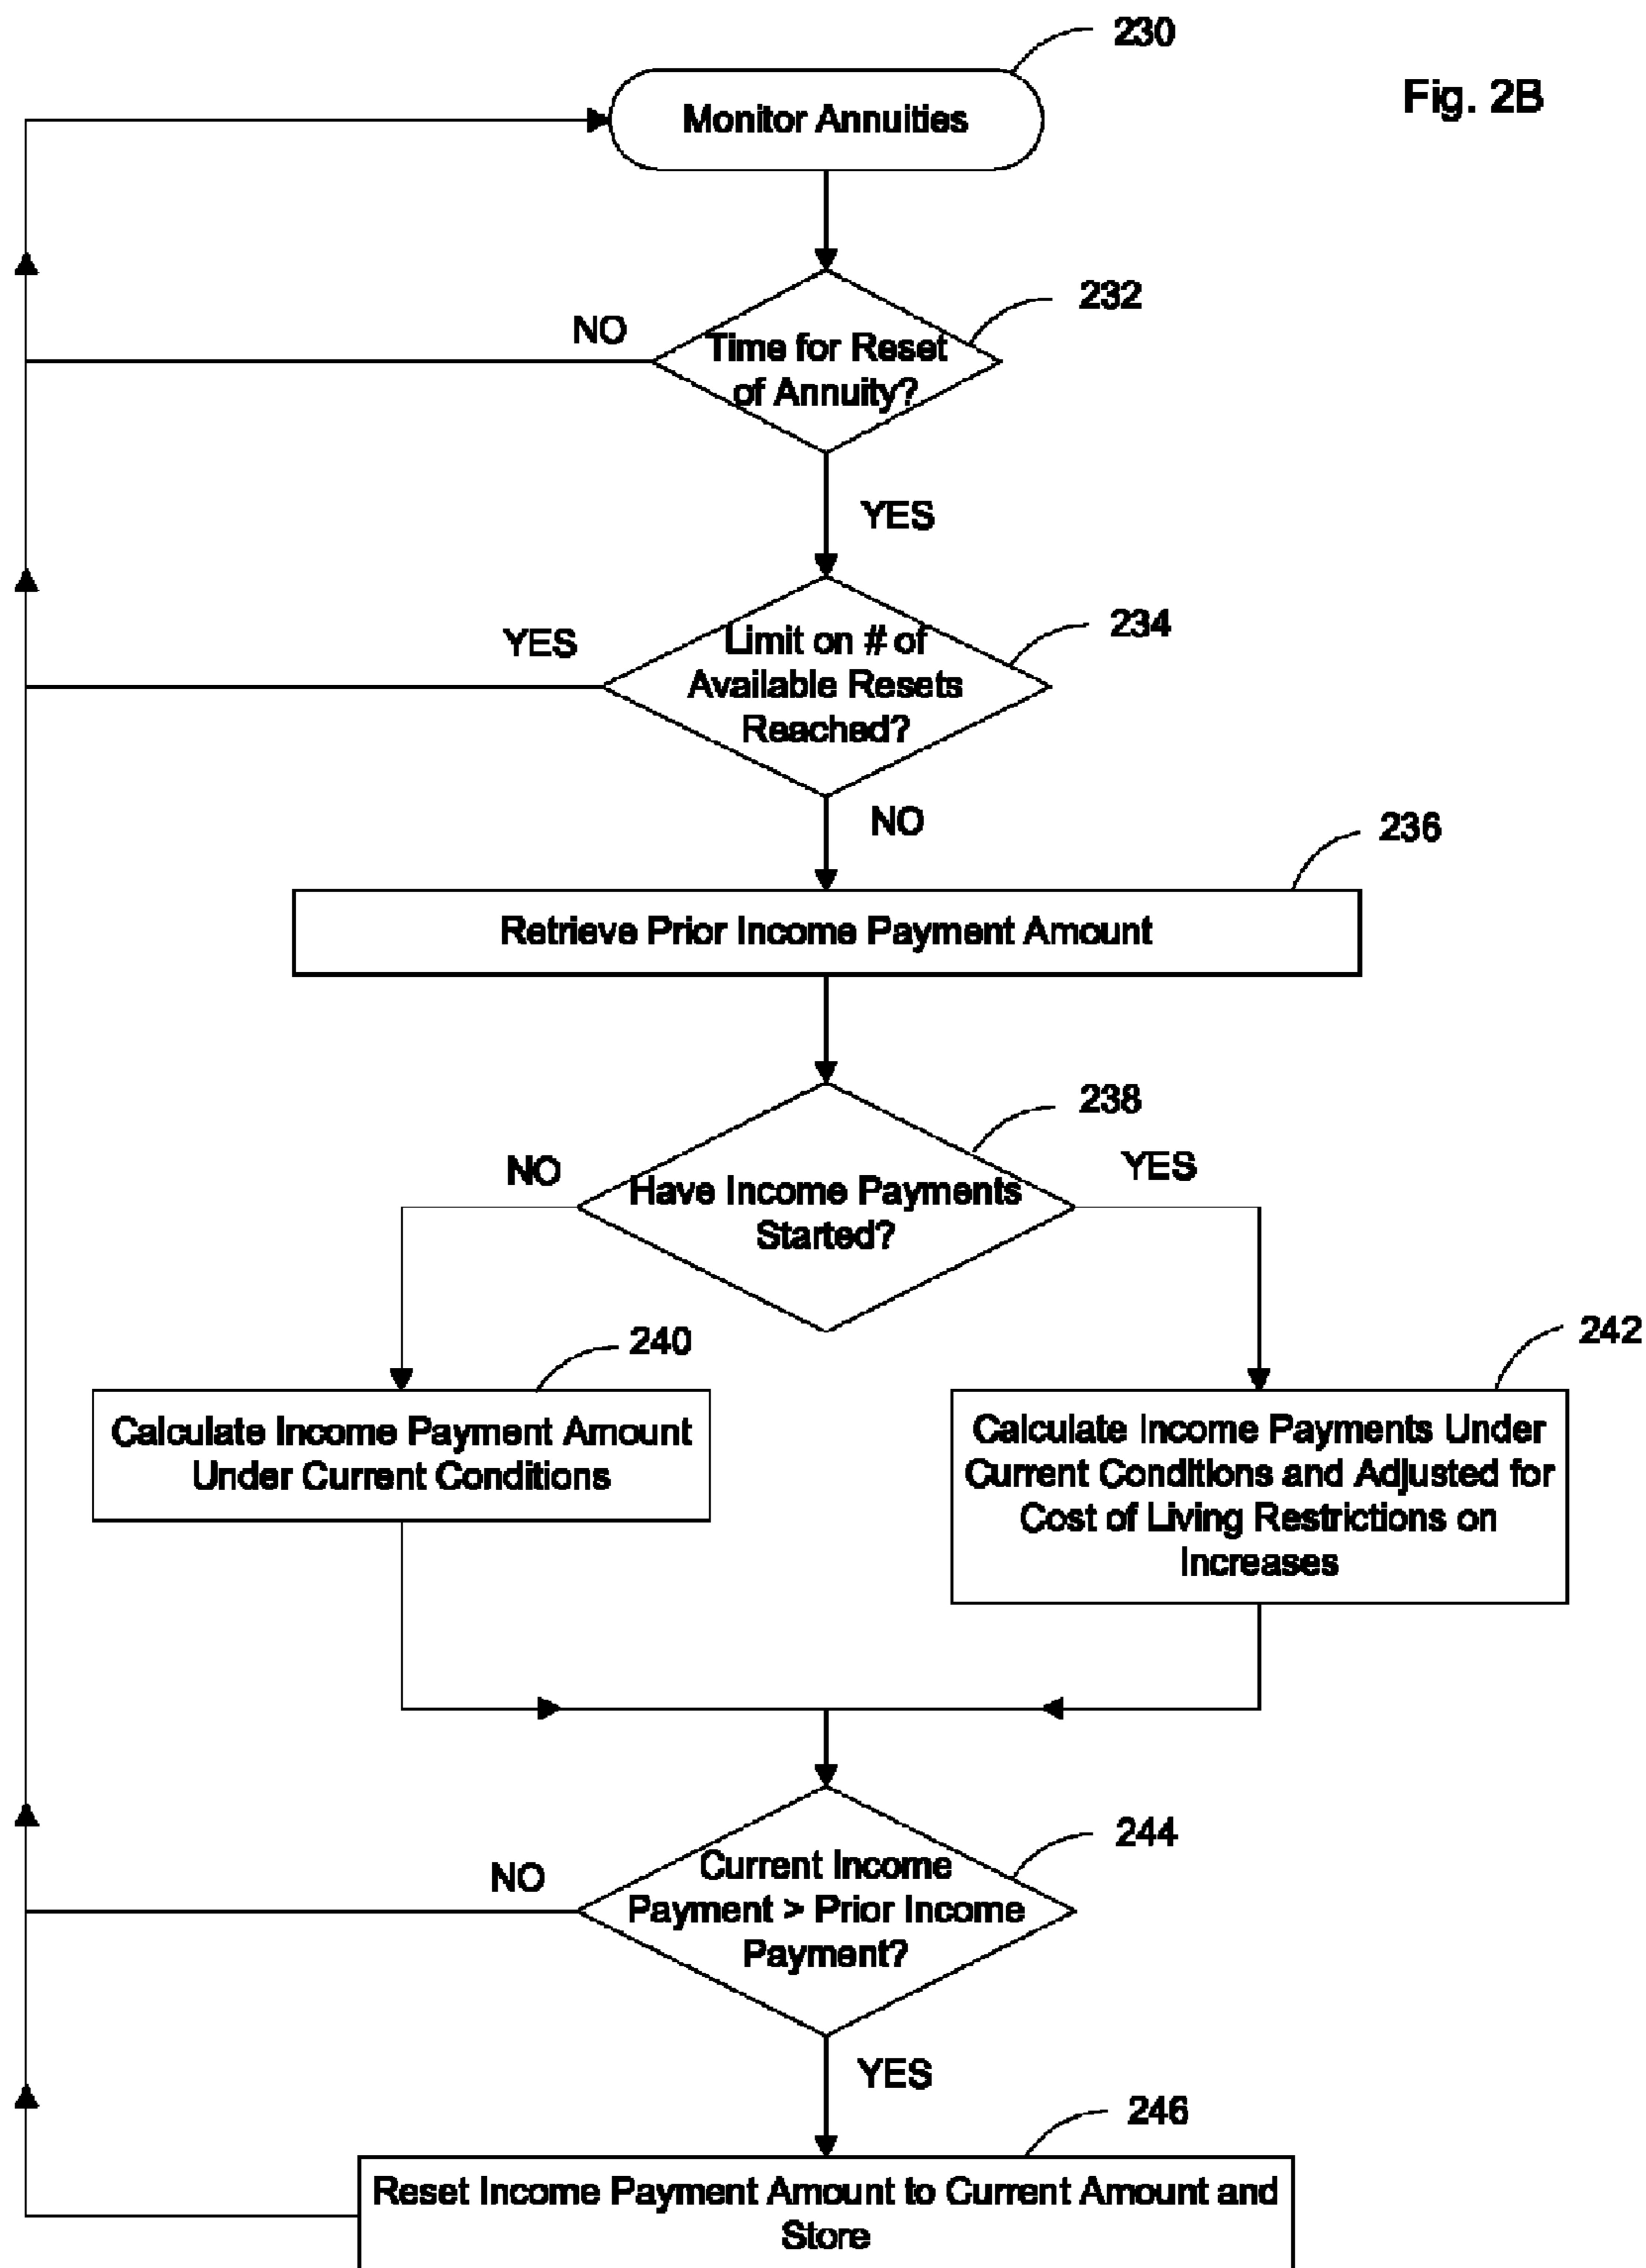 230
Fig. 2B
Monitor Annuities
232
NO
Time for Reset
of Annuity?
YES
234
YES
Limit on # of
Available Resets
Reached?
NO
236
Retrieve Prior Income Payment Amount
238
NO
YES
Have Income Payments
Started?
240
242
Calculate Income Payment Amount
Under Current Conditions
Calculate Income Payments Under
Current Conditions and Adjusted for
Cost of Living Restrictions on
Increases
244
NO
Current Income
Payment > Prior Income
Payment?
YES
246
Reset Income Payment Amount to Current Amount and
Store